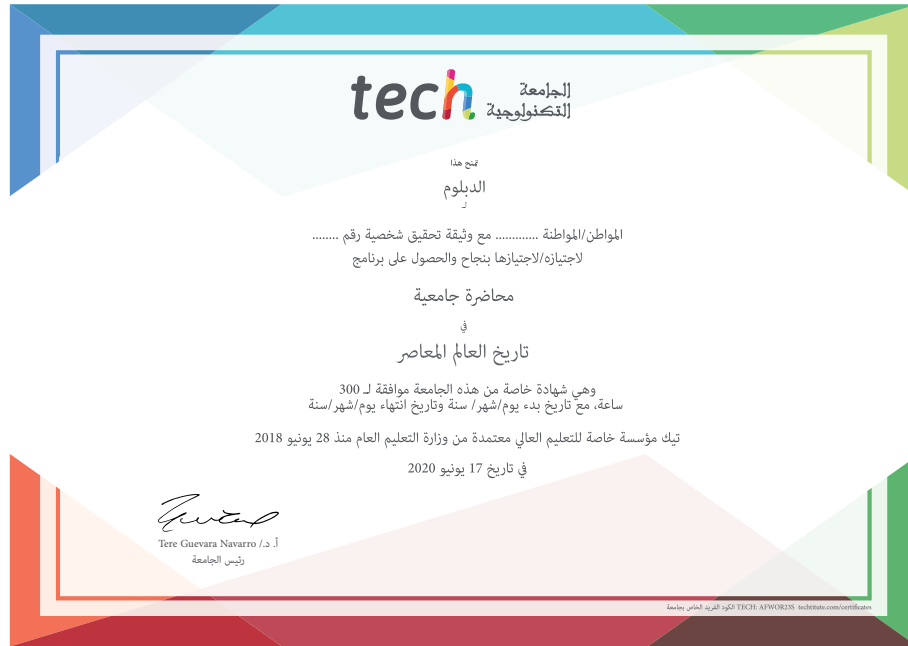 tech الجامعة
التكنولوجية
تمنح هذا
الدبلوم
لـ
المواطن/المواطنة ............. مع وثيقة تحقيق شخصية رقم ........
لاجتيازه/لاجتيازها بنجاح والحصول على برنامج
محاضرة جامعية
في
تاريخ العالم المعاصر
وهي شهادة خاصة من هذه الجامعة موافقة لـ 300
ساعة، مع تاريخ بدء يوم/شهر/ سنة وتاريخ انتهاء يوم/شهر/سنة
تيك مؤسسة خاصة للتعليم العالي معتمدة من وزارة التعليم العام منذ 28 يونيو 2018
في تاريخ 17 يونيو 2020
أ. د./ Tere Guevara Navarro
رئيس الجامعة
الكود الفريد الخاص بجامعة TECH: AFWOR23S techtitute.com/certificates